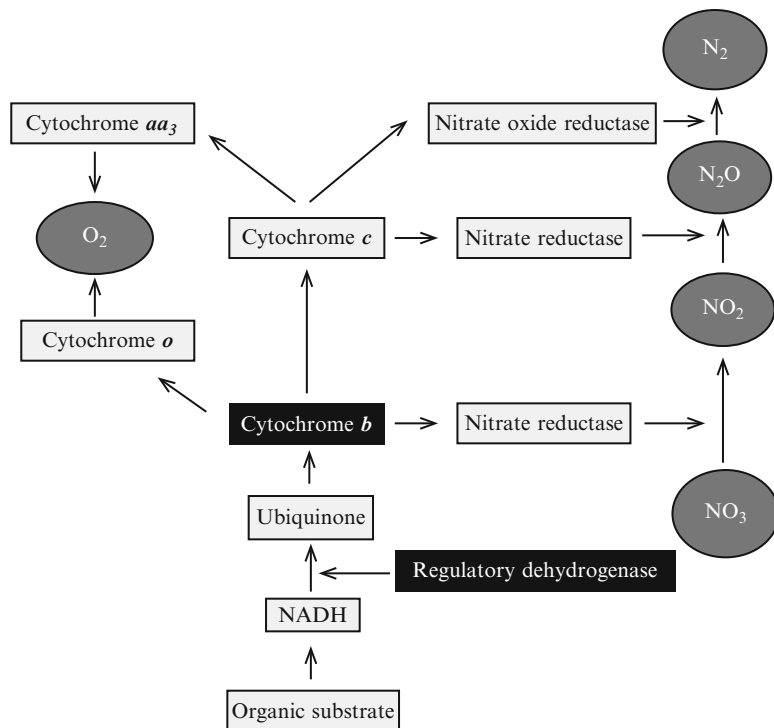 N₂
Cytochrome aa₃
Nitrate oxide reductase
N₂O
O₂
Cytochrome c
Nitrate reductase
NO₂
Cytochrome o
Cytochrome b
Nitrate reductase
Ubiquinone
NO₃
Regulatory dehydrogenase
NADH
Organic substrate